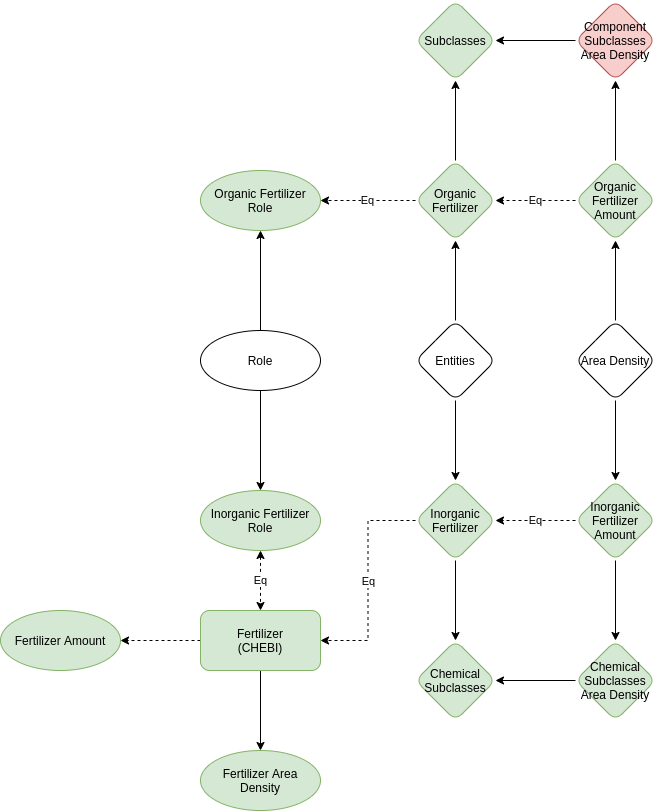 Subclasses
Component
Subclasses
Area Density
Organic Fertilizer
Role
Eq
Organic
Fertilizer
Eq
Organic
Fertilizer
Amount
Role
Entities
Area Density
Inorganic Fertilizer
Role
Inorganic
Fertilizer
Eq
Inorganic
Fertilizer
Amount
Eq
Eq
Fertilizer Amount
Fertilizer
(CHEBI)
Chemical
Subclasses
Chemical
Subclasses
Area Density
Fertilizer Area
Density